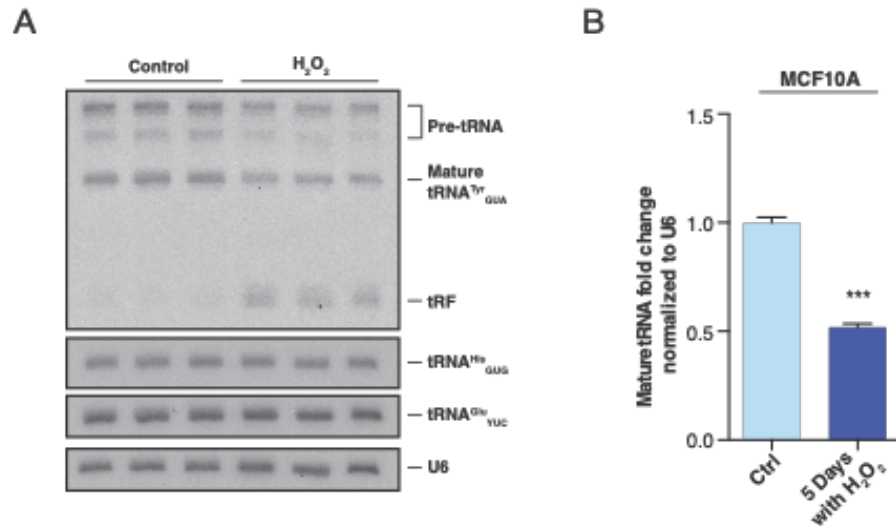 A
Control
H₂O₂
Pre-tRNA
Mature
tRNAᵀʸʳGUA
tRF
tRNAᴴⁱˢGUG
tRNAᴳˡᵘYUC
U6
B
MCF10A
Mature tRNA fold change
normalized to U6
1.5
1.0
0.5
0.0
***
Ctrl
5 Days
with H₂O₂